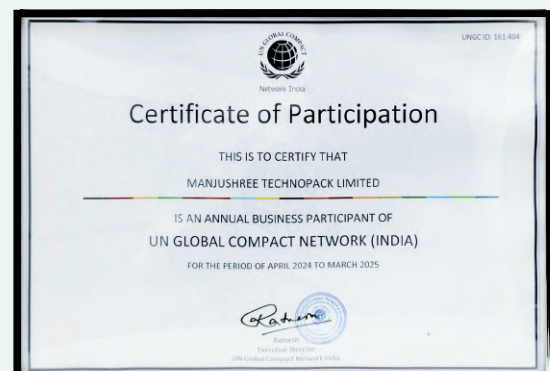 UNGC ID: 161,404
UN GLOBAL COMPACT
Network India
Certificate of Participation
THIS IS TO CERTIFY THAT
MANJUSHREE TECHNOPACK LIMITED
IS AN ANNUAL BUSINESS PARTICIPANT OF
UN GLOBAL COMPACT NETWORK (INDIA)
FOR THE PERIOD OF APRIL 2024 TO MARCH 2025
Ratnesh
Executive Director
UN Global Compact Network India